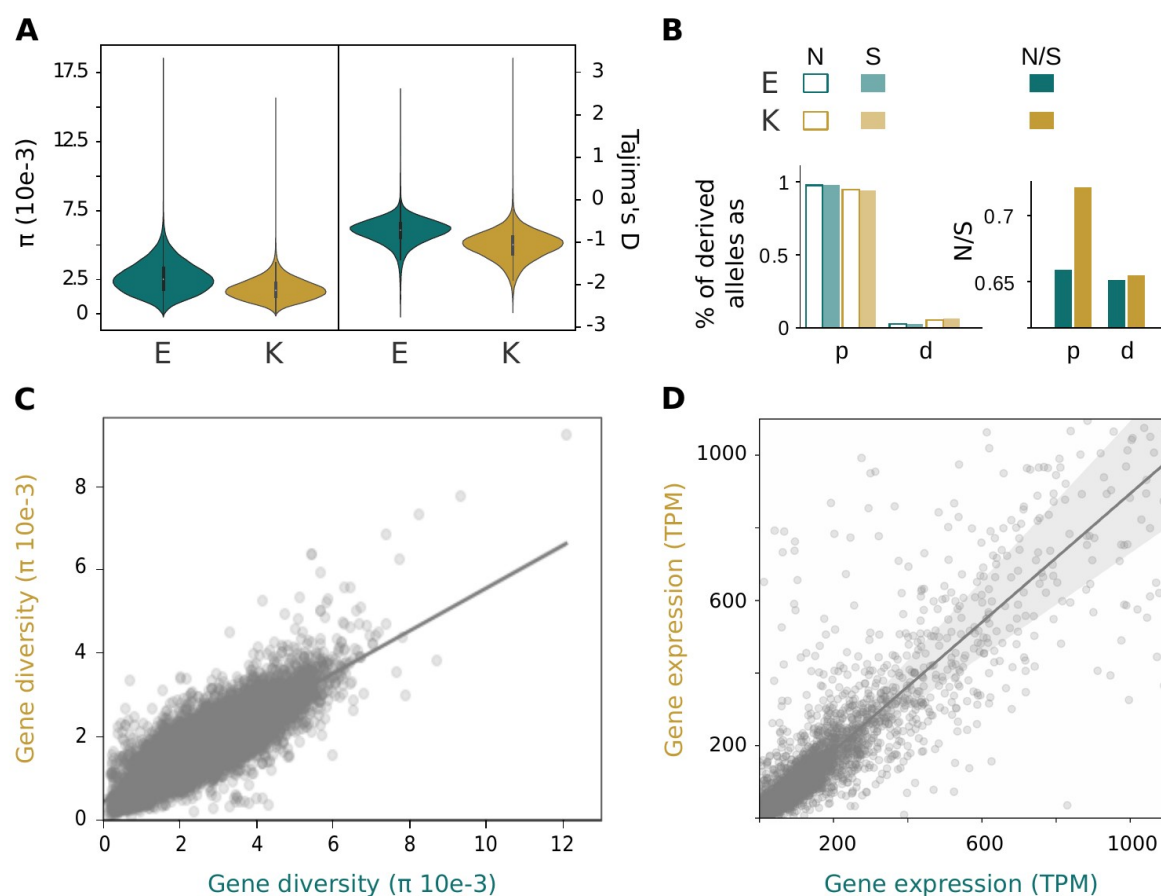 A
π (10e-3)
17.5
12.5
7.5
2.5
0
3
2
1
0
-1
-2
-3
Tajima's D
E K E K
B
N S N/S
E
K
% of derived
alleles as
1
0.5
0
p d
N/S
0.7
0.65
p d
C
Gene diversity (π 10e-3)
8
6
4
2
0
0 2 4 6 8 10 12
Gene diversity (π 10e-3)
D
Gene expression (TPM)
1000
600
200
200 600 1000
Gene expression (TPM)